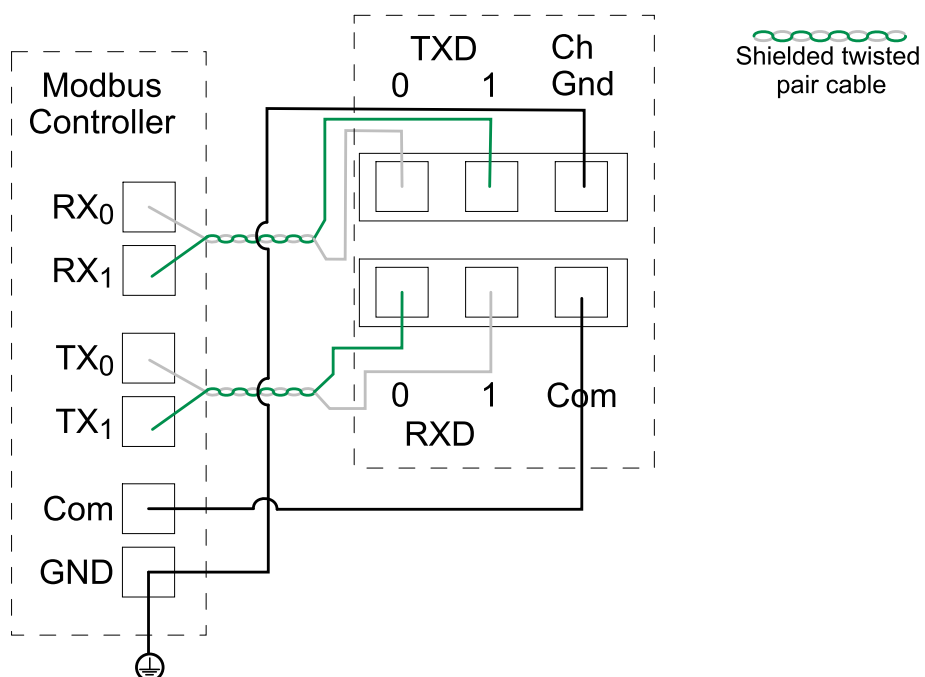 Modbus
Controller
RX0
RX1
TX0
TX1
Com
GND
TXD
0 1
Ch
Gnd
0 1
Com
RXD
Shielded twisted
pair cable